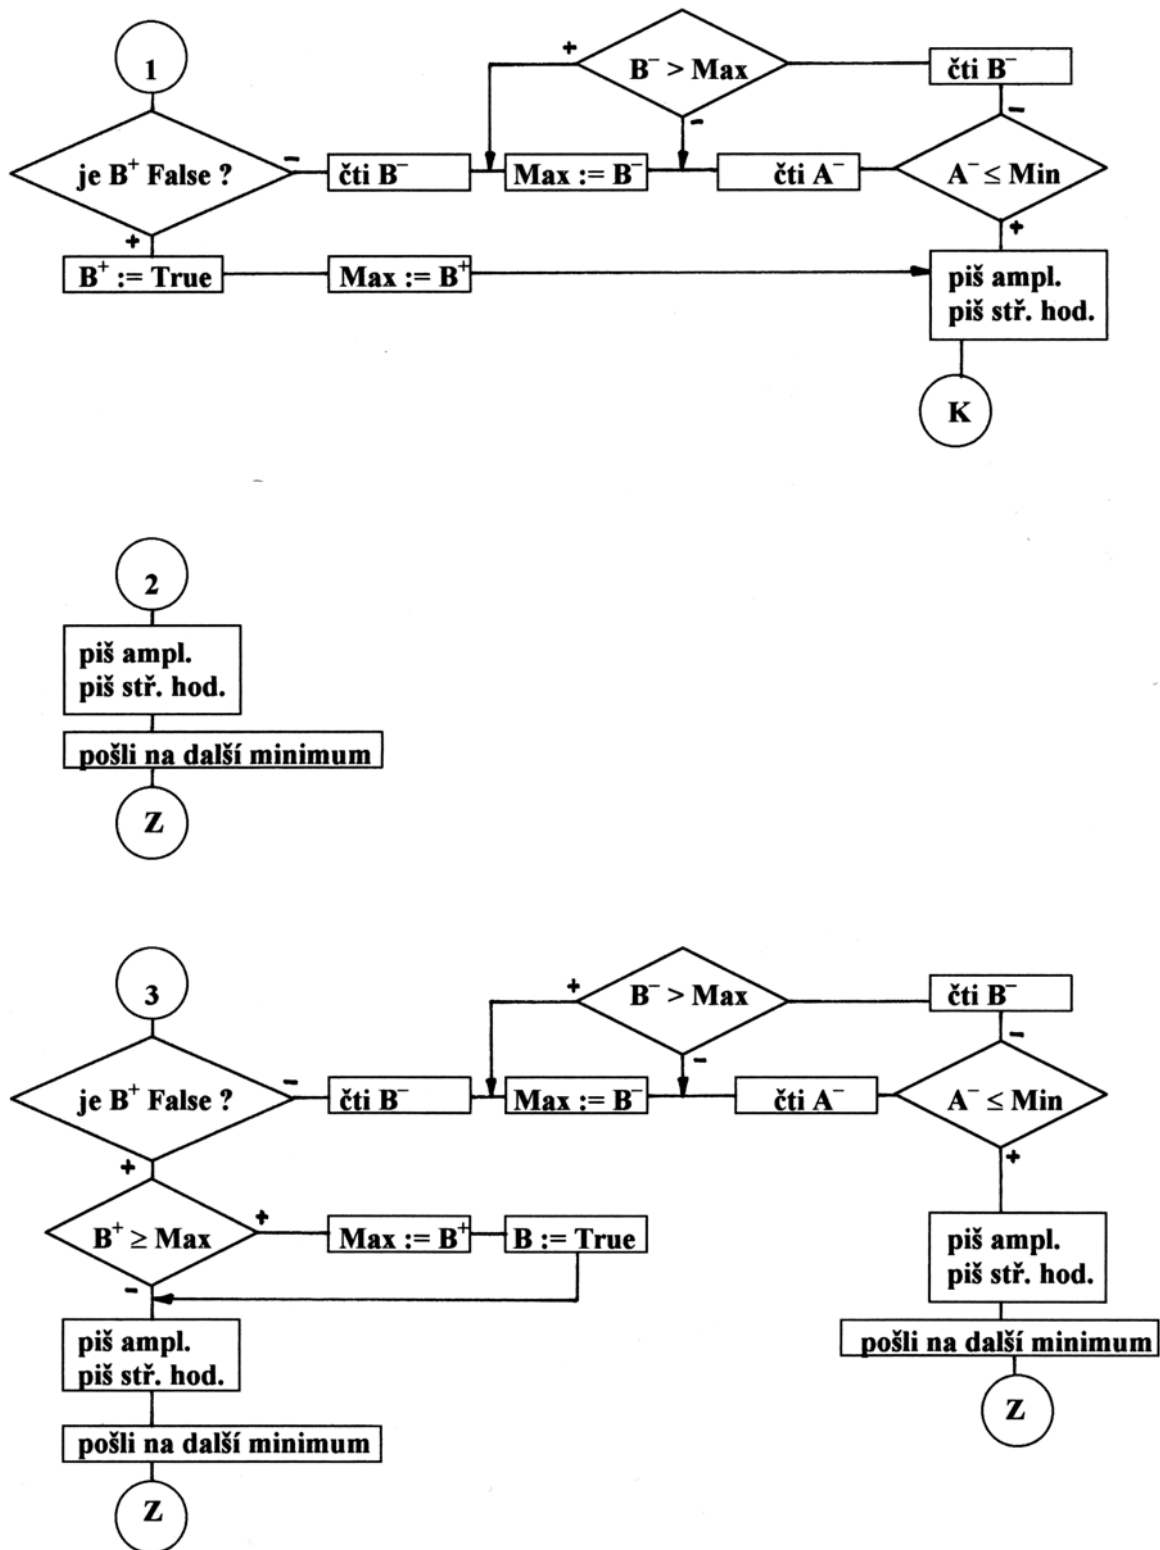 1
+
B⁻ > Max
čti B⁻
-
-
je B⁺ False ?
-
čti B⁻
Max := B⁻
čti A⁻
A⁻ ≤ Min
+
+
B⁺ := True
Max := B⁺
piš ampl.
piš stř. hod.
K
2
piš ampl.
piš stř. hod.
pošli na další minimum
Z
3
+
B⁻ > Max
čti B⁻
-
-
je B⁺ False ?
-
čti B⁻
Max := B⁻
čti A⁻
A⁻ ≤ Min
+
+
B⁺ ≥ Max
+
Max := B⁺
B := True
-
piš ampl.
piš stř. hod.
pošli na další minimum
Z
piš ampl.
piš stř. hod.
pošli na další minimum
Z